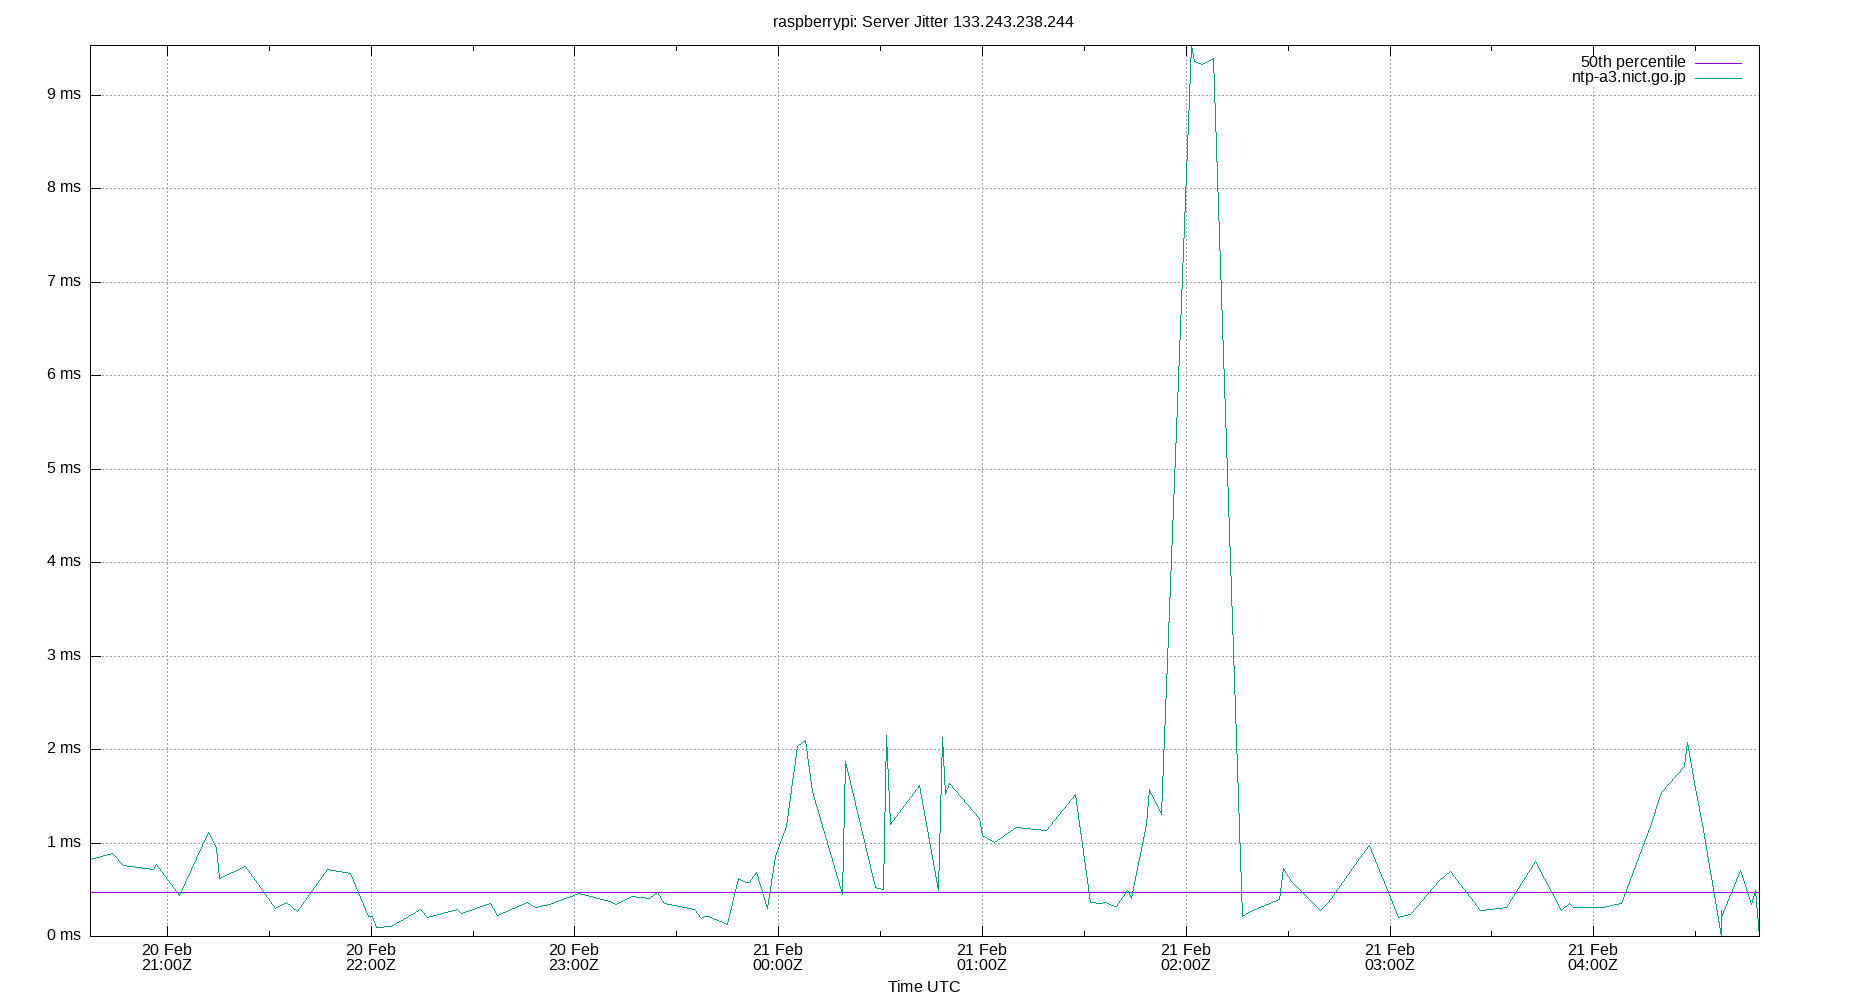 raspberrypi: Server Jitter 133.243.238.244
50th percentile
ntp-a3.nict.go.jp
9 ms
8 ms
7 ms
6 ms
5 ms
4 ms
3 ms
2 ms
1 ms
0 ms
20 Feb 20 Feb 20 Feb 21 Feb 21 Feb 21 Feb 21 Feb 21 Feb
21:00Z 22:00Z 23:00Z 00:00Z 01:00Z 02:00Z 03:00Z 04:00Z
Time UTC